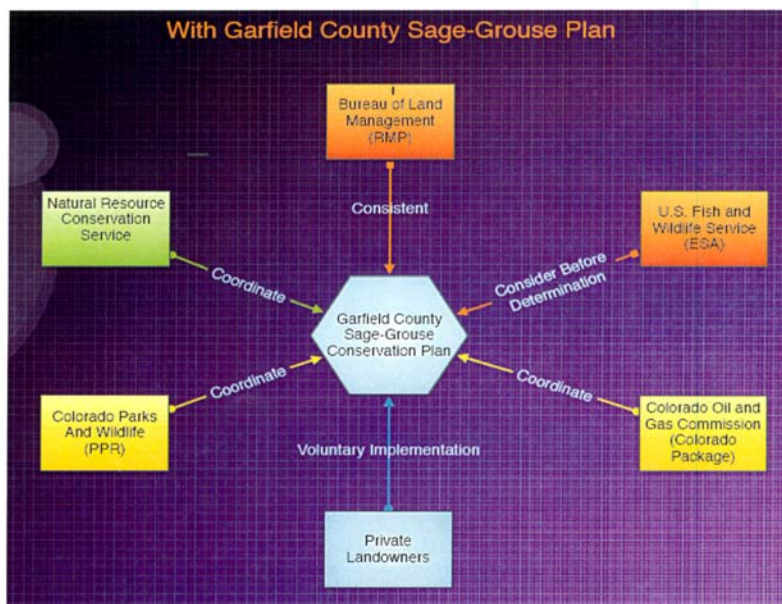 With Garfield County Sage-Grouse Plan
Bureau of Land
Management
(RMP)
Natural Resource
Conservation
Service
Consistent
U.S. Fish and
Wildlife Service
(ESA)
Coordinate
Consider Before
Determination
Garfield County
Sage-Grouse
Conservation Plan
Colorado Parks
And Wildlife
(PPR)
Coordinate
Coordinate
Colorado Oil and
Gas Commission
(Colorado
Package)
Voluntary Implementation
Private
Landowners